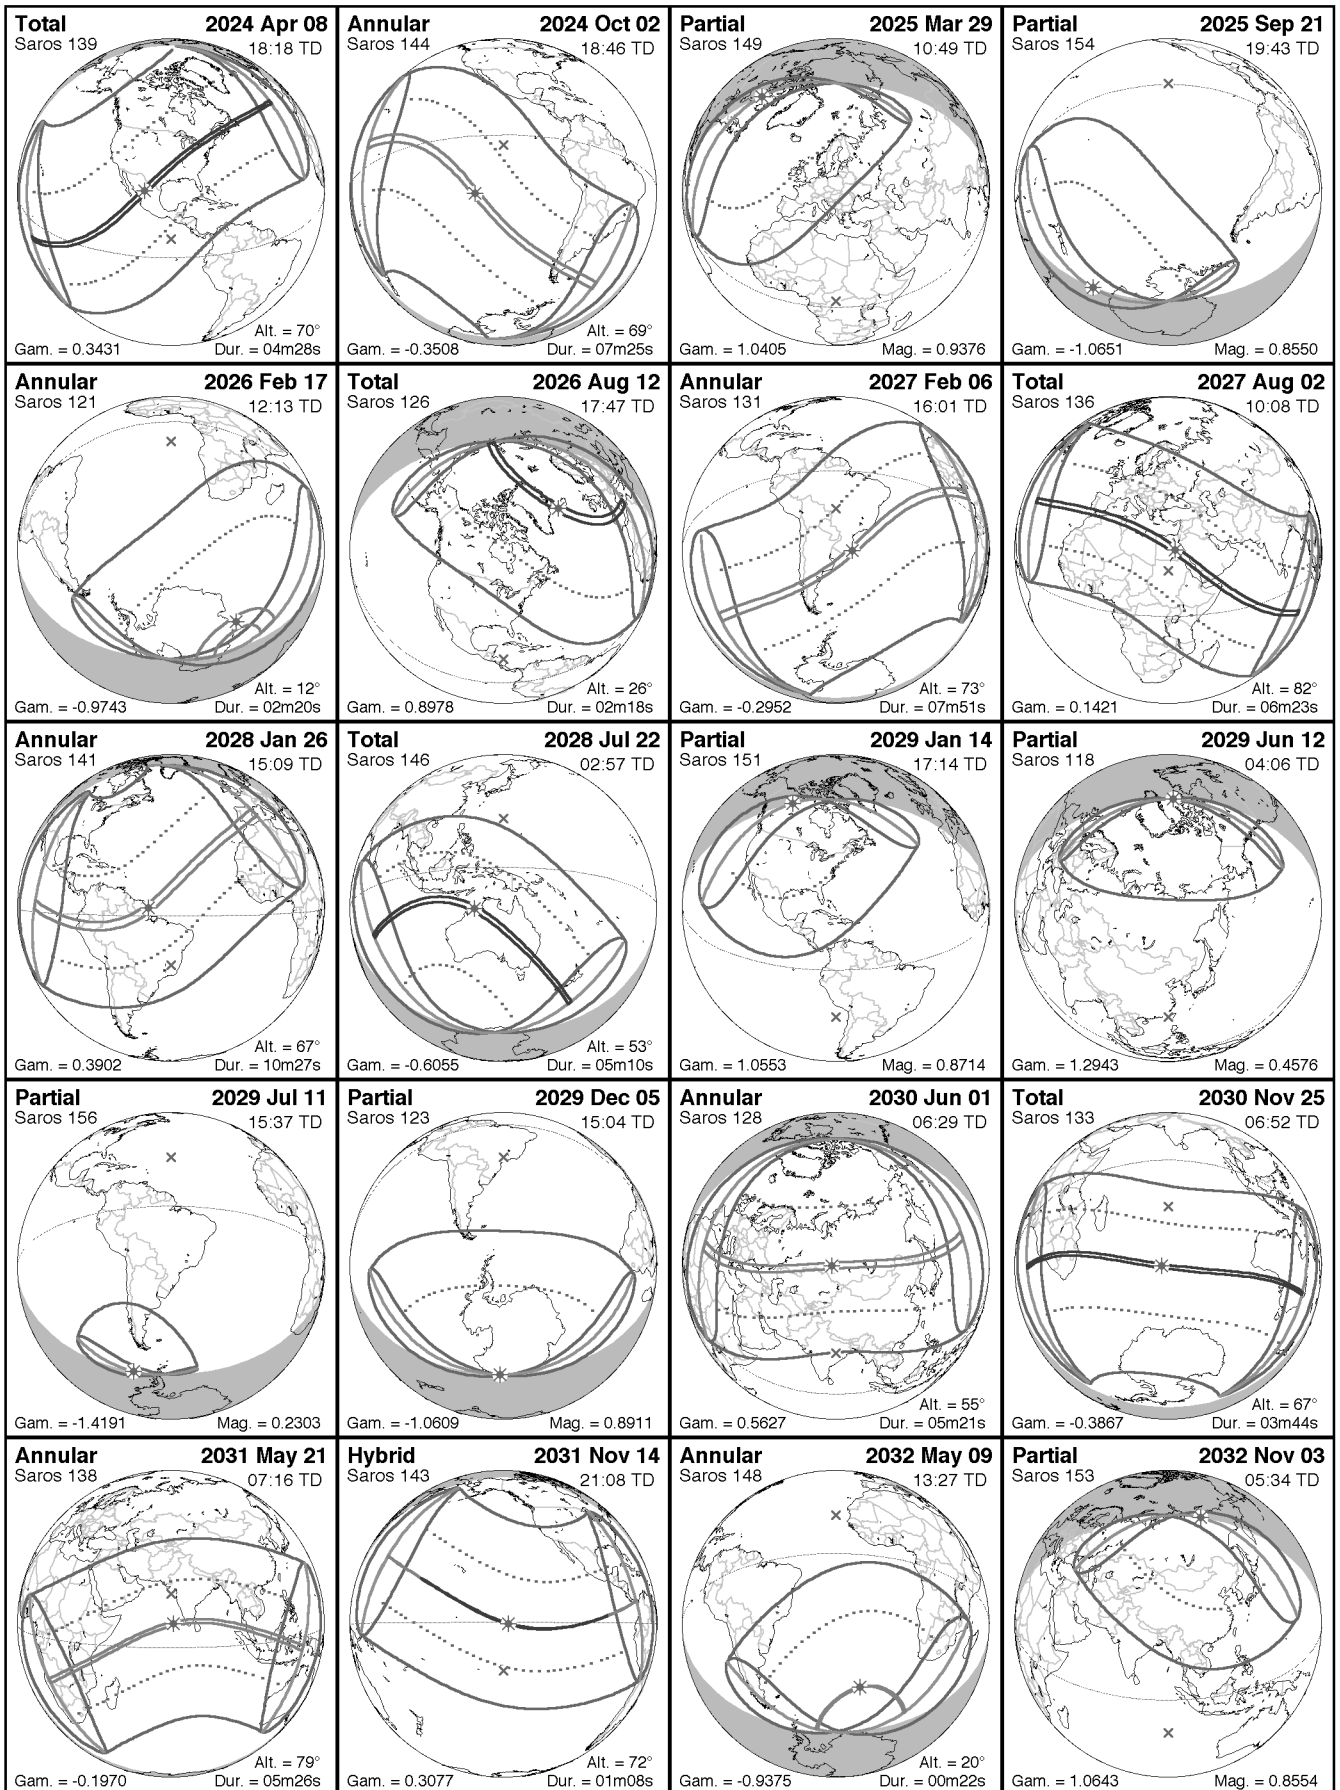 Total 2024 Apr 08
Saros 139 18:18 TD
Alt. = 70°
Gam. = 0.3431 Dur. = 04m28s
Annular 2024 Oct 02
Saros 144 18:46 TD
Alt. = 69°
Gam. = -0.3508 Dur. = 07m25s
Partial 2025 Mar 29
Saros 149 10:49 TD
Gam. = 1.0405 Mag. = 0.9376
Partial 2025 Sep 21
Saros 154 19:43 TD
Gam. = -1.0651 Mag. = 0.8550
Annular 2026 Feb 17
Saros 121 12:13 TD
Alt. = 12°
Gam. = -0.9743 Dur. = 02m20s
Total 2026 Aug 12
Saros 126 17:47 TD
Alt. = 26°
Gam. = 0.8978 Dur. = 02m18s
Annular 2027 Feb 06
Saros 131 16:01 TD
Alt. = 73°
Gam. = -0.2952 Dur. = 07m51s
Total 2027 Aug 02
Saros 136 10:08 TD
Alt. = 82°
Gam. = 0.1421 Dur. = 06m23s
Annular 2028 Jan 26
Saros 141 15:09 TD
Alt. = 67°
Gam. = 0.3902 Dur. = 10m27s
Total 2028 Jul 22
Saros 146 02:57 TD
Alt. = 53°
Gam. = -0.6055 Dur. = 05m10s
Partial 2029 Jan 14
Saros 151 17:14 TD
Gam. = 1.0553 Mag. = 0.8714
Partial 2029 Jun 12
Saros 118 04:06 TD
Gam. = 1.2943 Mag. = 0.4576
Partial 2029 Jul 11
Saros 156 15:37 TD
Gam. = -1.4191 Mag. = 0.2303
Partial 2029 Dec 05
Saros 123 15:04 TD
Gam. = -1.0609 Mag. = 0.8911
Annular 2030 Jun 01
Saros 128 06:29 TD
Alt. = 55°
Gam. = 0.5627 Dur. = 05m21s
Total 2030 Nov 25
Saros 133 06:52 TD
Alt. = 67°
Gam. = -0.3867 Dur. = 03m44s
Annular 2031 May 21
Saros 138 07:16 TD
Alt. = 79°
Gam. = -0.1970 Dur. = 05m26s
Hybrid 2031 Nov 14
Saros 143 21:08 TD
Alt. = 72°
Gam. = 0.3077 Dur. = 01m08s
Annular 2032 May 09
Saros 148 13:27 TD
Alt. = 20°
Gam. = -0.9375 Dur. = 00m22s
Partial 2032 Nov 03
Saros 153 05:34 TD
Gam. = 1.0643 Mag. = 0.8554